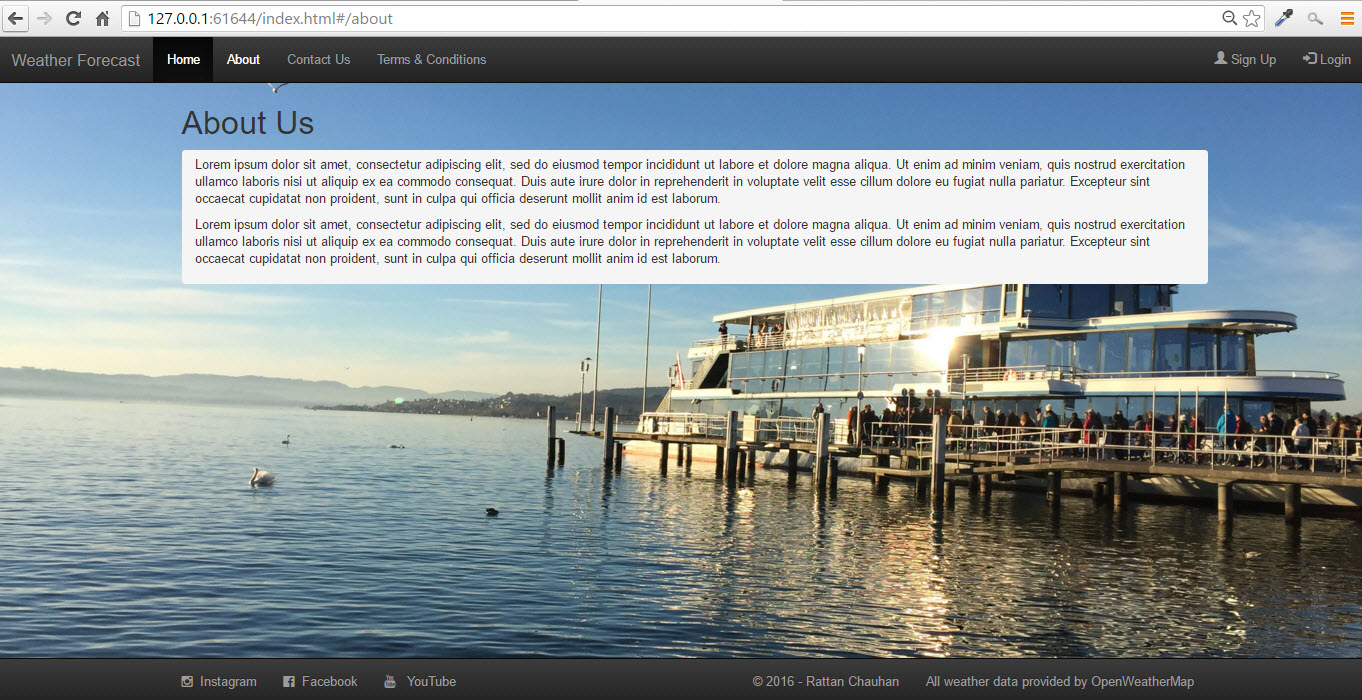 127.0.0.1:61644/index.html#/about
Weather Forecast Home About Contact Us Terms & Conditions Sign Up Login
About Us
Lorem ipsum dolor sit amet, consectetur adipiscing elit, sed do eiusmod tempor incididunt ut labore et dolore magna aliqua. Ut enim ad minim veniam, quis nostrud exercitation
ullamco laboris nisi ut aliquip ex ea commodo consequat. Duis aute irure dolor in reprehenderit in voluptate velit esse cillum dolore eu fugiat nulla pariatur. Excepteur sint
occaecat cupidatat non proident, sunt in culpa qui officia deserunt mollit anim id est laborum.
Lorem ipsum dolor sit amet, consectetur adipiscing elit, sed do eiusmod tempor incididunt ut labore et dolore magna aliqua. Ut enim ad minim veniam, quis nostrud exercitation
ullamco laboris nisi ut aliquip ex ea commodo consequat. Duis aute irure dolor in reprehenderit in voluptate velit esse cillum dolore eu fugiat nulla pariatur. Excepteur sint
occaecat cupidatat non proident, sunt in culpa qui officia deserunt mollit anim id est laborum.
Instagram Facebook YouTube © 2016 - Rattan Chauhan All weather data provided by OpenWeatherMap